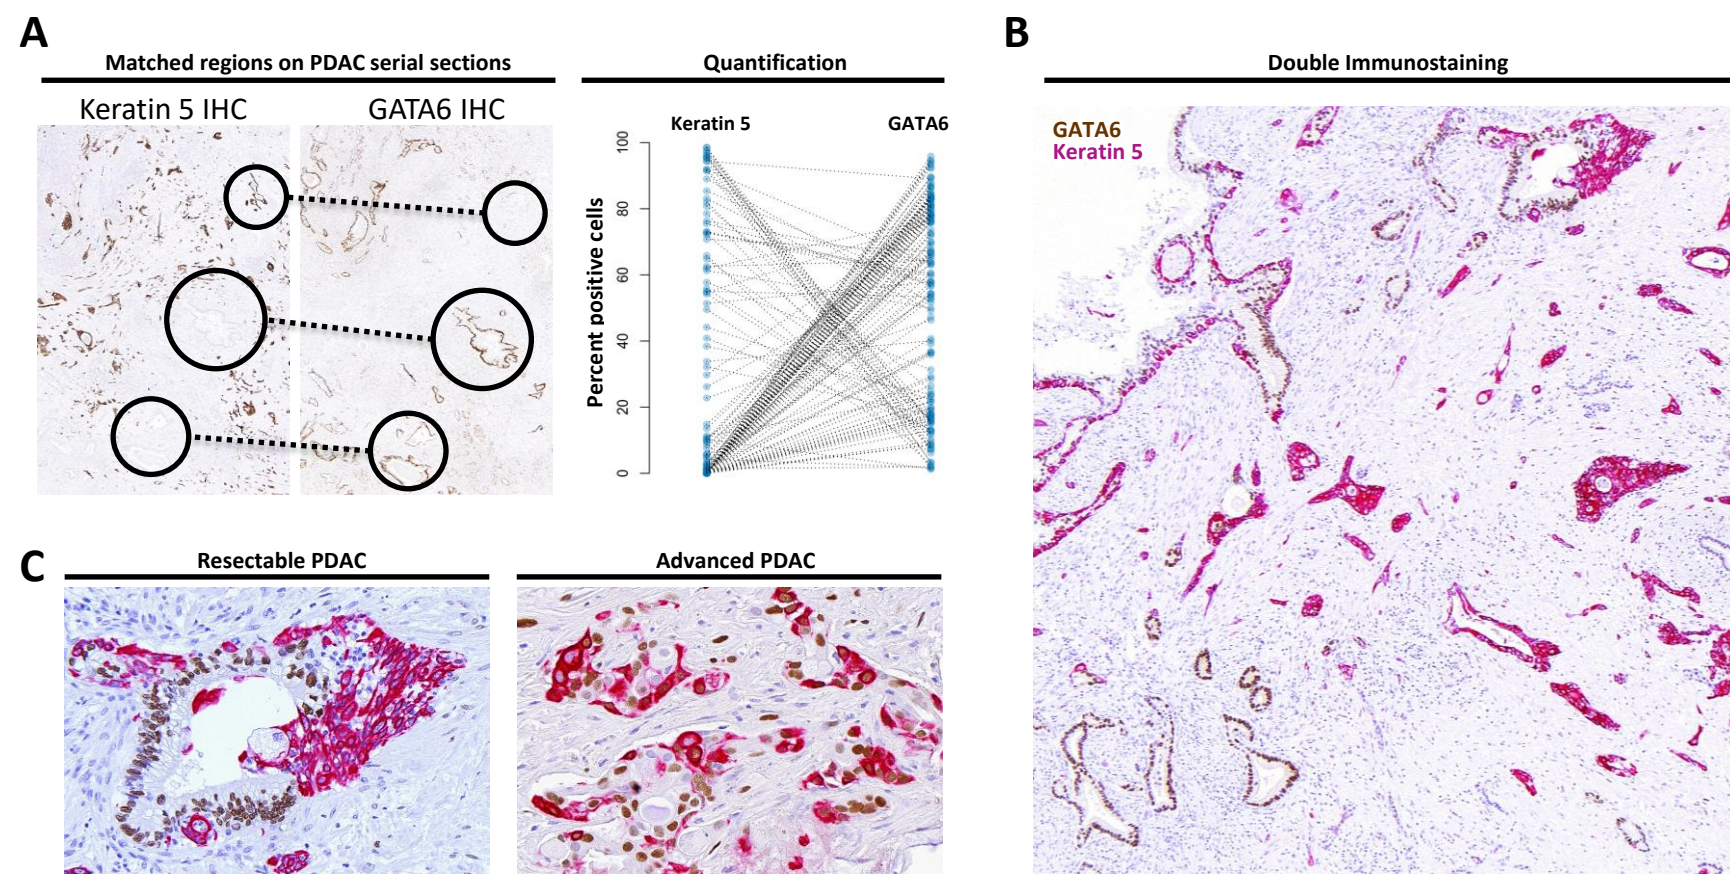 A
Matched regions on PDAC serial sections
Keratin 5 IHC
GATA6 IHC
Quantification
Keratin 5
GATA6
Percent positive cells
100
80
60
40
20
0
B
Double Immunostaining
GATA6
Keratin 5
C
Resectable PDAC
Advanced PDAC